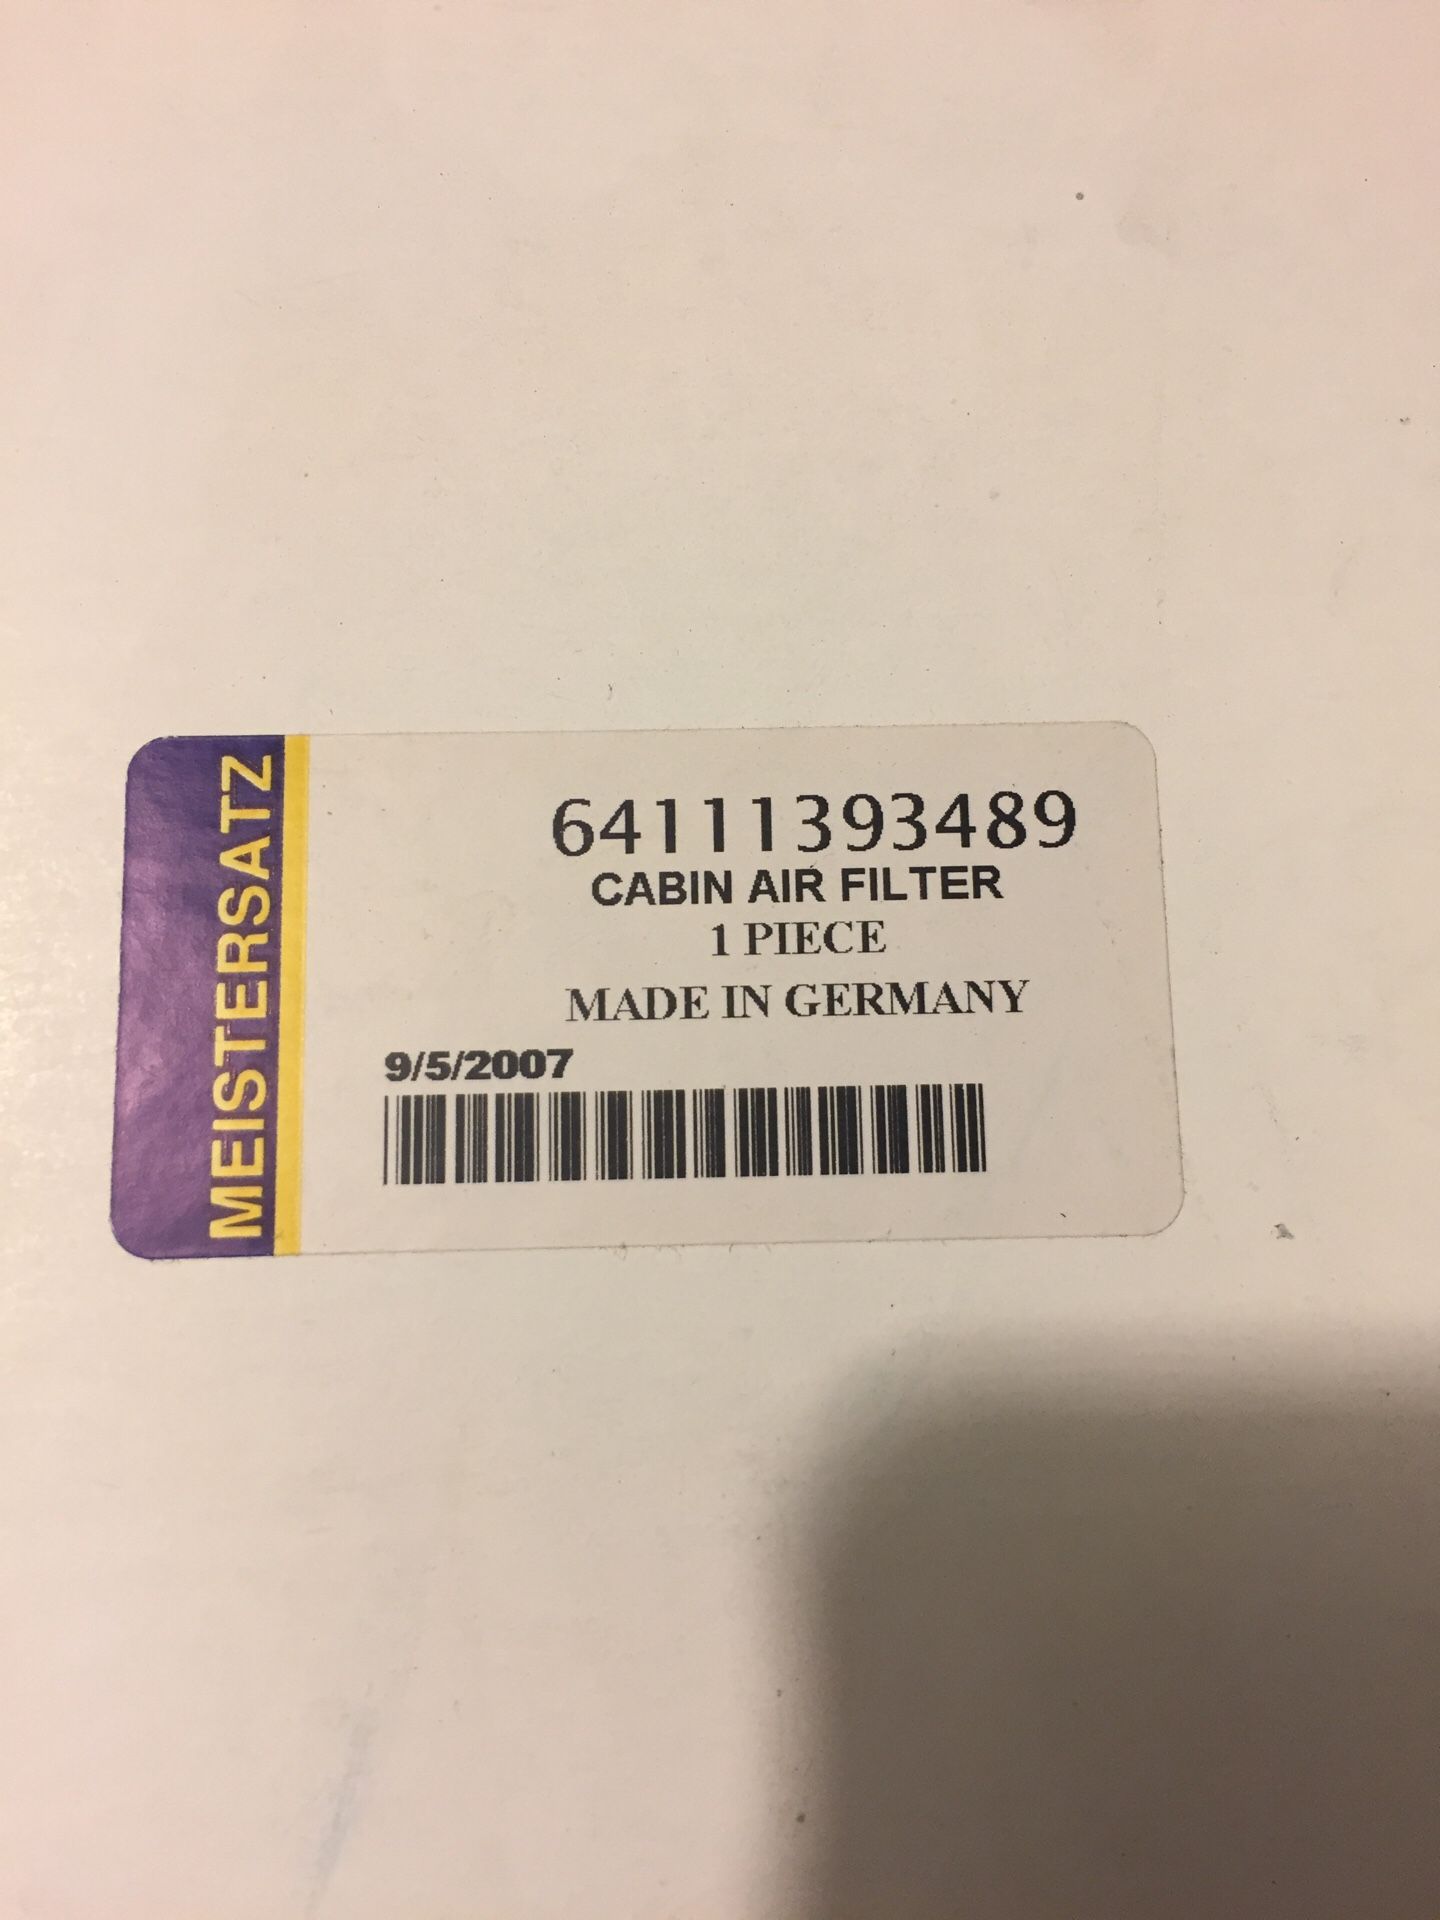 MEISTERSATZ
64111393489
CABIN AIR FILTER
1 PIECE
MADE IN GERMANY
9/5/2007